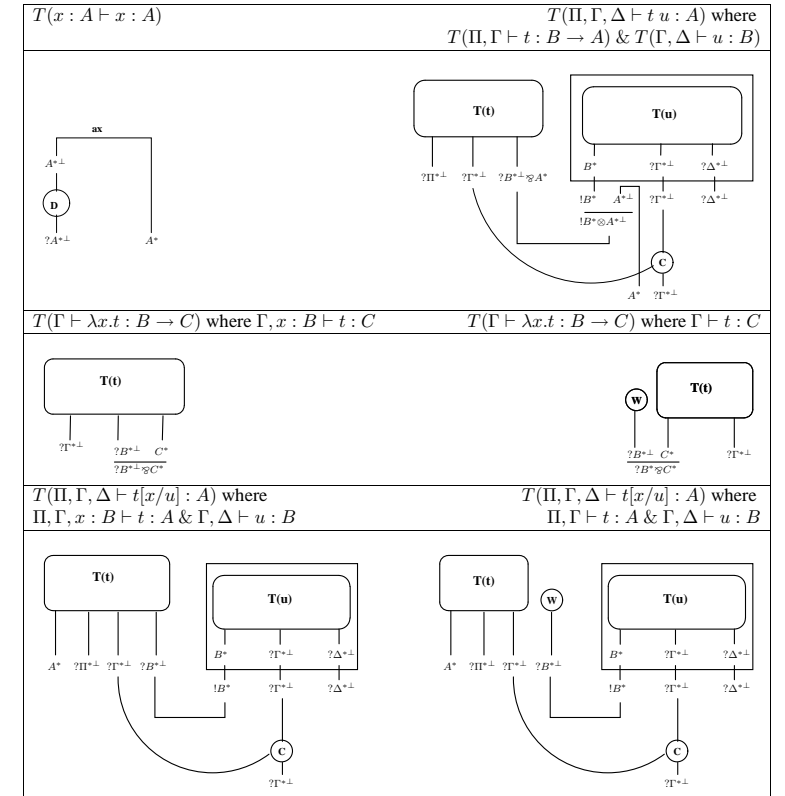 T(x : A ⊢ x : A)
T(Π, Γ, Δ ⊢ t u : A) where
T(Π, Γ ⊢ t : B → A) & T(Γ, Δ ⊢ u : B)
ax
A*⊥
D
?A*⊥
A*
T(t)
?Π*⊥ ?Γ*⊥ ?B*⊥⅋A*
T(u)
B* ?Γ*⊥ ?Δ*⊥
!B* A*⊥ ?Γ*⊥ ?Δ*⊥
!B*⊗A*⊥
C
A* ?Γ*⊥
T(Γ ⊢ λx.t : B → C) where Γ, x : B ⊢ t : C
T(Γ ⊢ λx.t : B → C) where Γ ⊢ t : C
T(t)
?Γ*⊥ ?B*⊥ C*
?B*⊥⅋C*
W
T(t)
?B*⊥ C* ?Γ*⊥
?B*⅋C*
T(Π, Γ, Δ ⊢ t[x/u] : A) where
Π, Γ, x : B ⊢ t : A & Γ, Δ ⊢ u : B
T(Π, Γ, Δ ⊢ t[x/u] : A) where
Π, Γ ⊢ t : A & Γ, Δ ⊢ u : B
T(t)
A* ?Π*⊥ ?Γ*⊥ ?B*⊥
T(u)
B* ?Γ*⊥ ?Δ*⊥
!B* ?Γ*⊥ ?Δ*⊥
C
?Γ*⊥
T(t)
W
A* ?Π*⊥ ?Γ*⊥ ?B*⊥
T(u)
B* ?Γ*⊥ ?Δ*⊥
!B* ?Γ*⊥ ?Δ*⊥
C
?Γ*⊥